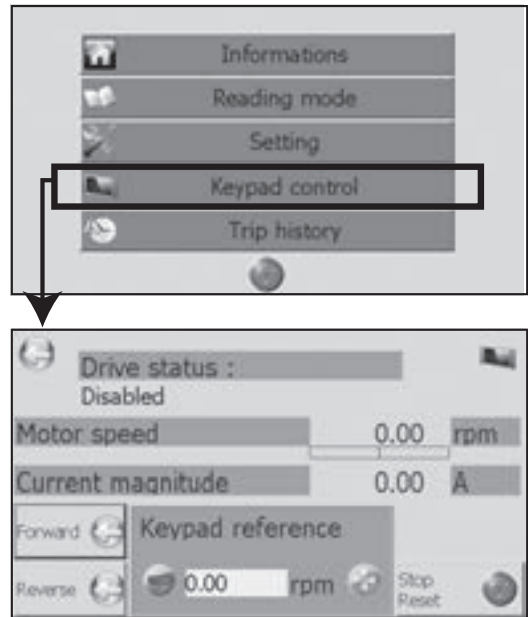 Informations
Reading mode
Setting
Keypad control
Trip history
Drive status :
Disabled
Motor speed 0.00 rpm
Current magnitude 0.00 A
Forward Keypad reference
Reverse 0.00 rpm Stop
Reset